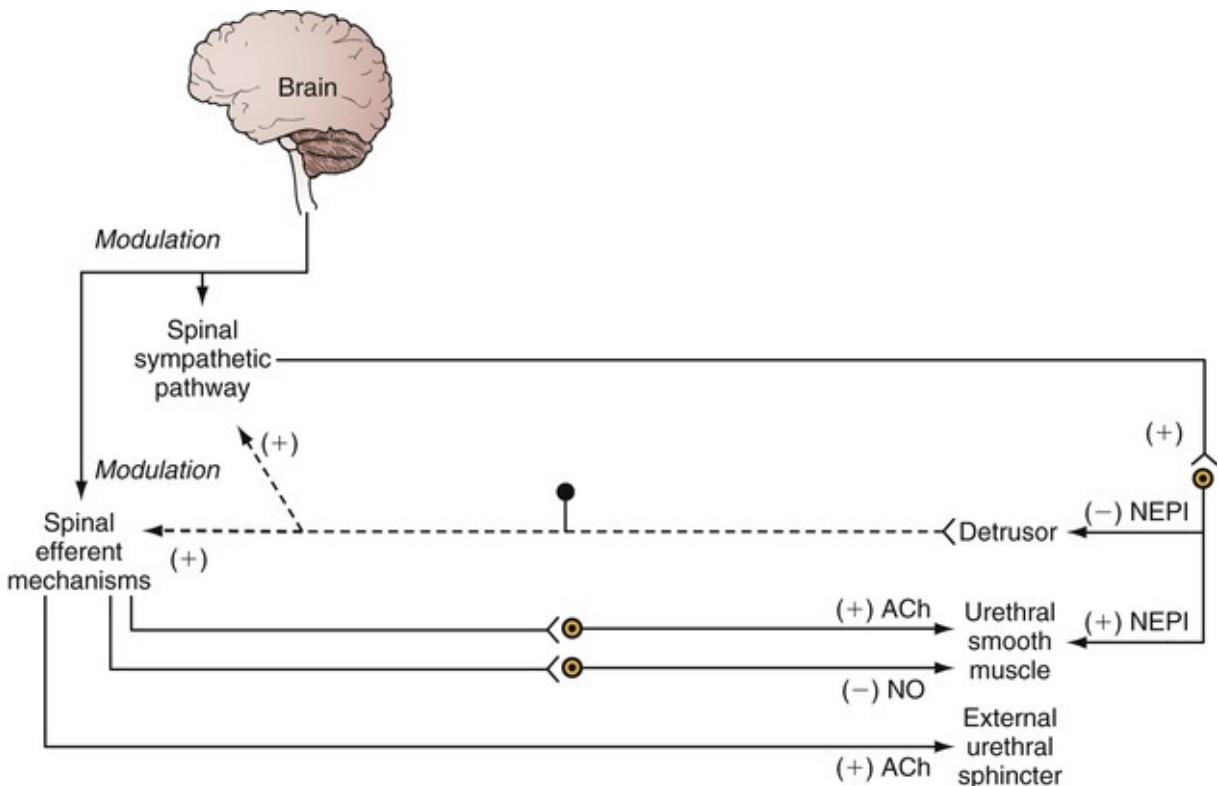 Brain
Modulation
Spinal
sympathetic
pathway
(+)
(+)
Modulation
Spinal
efferent
mechanisms
(+)
Detrusor
(−) NEPI
(+) ACh
Urethral
smooth
muscle
(+) NEPI
(−) NO
External
urethral
sphincter
(+) ACh